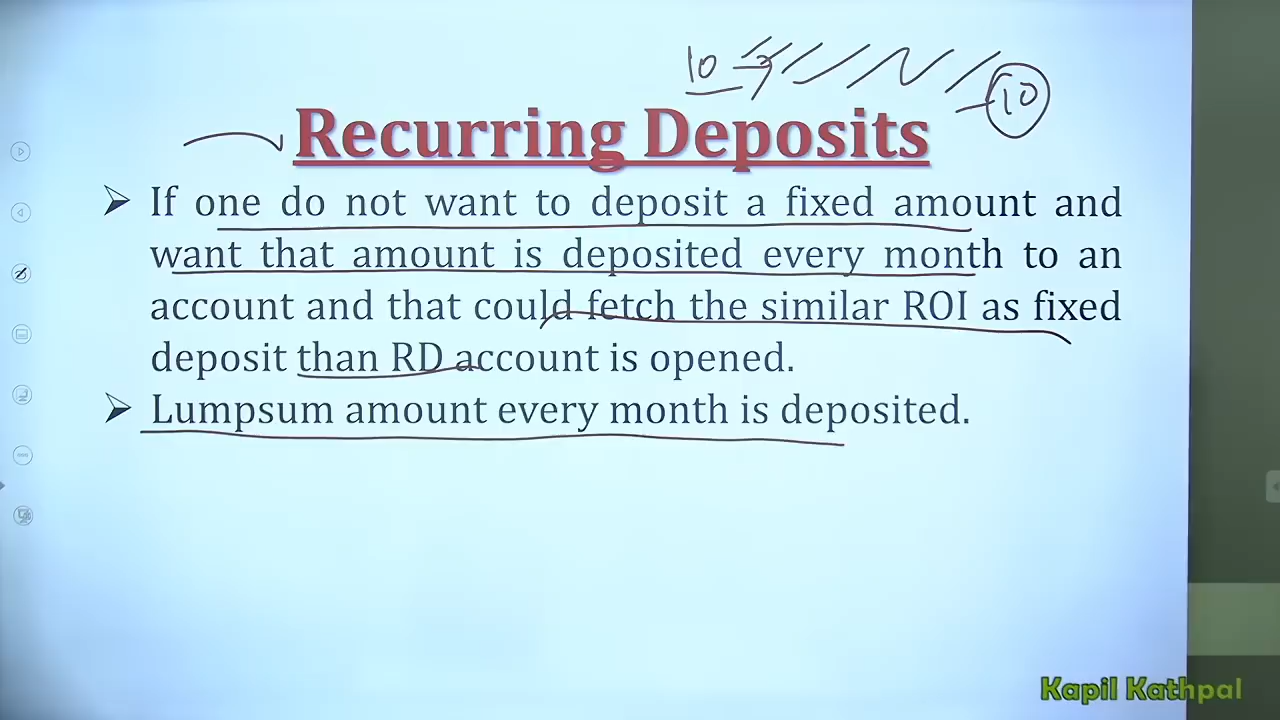 10 10
Recurring Deposits
➢ If one do not want to deposit a fixed amount and
want that amount is deposited every month to an
account and that could fetch the similar ROI as fixed
deposit than RD account is opened.
➢ Lumpsum amount every month is deposited.
Kapil Kathpal